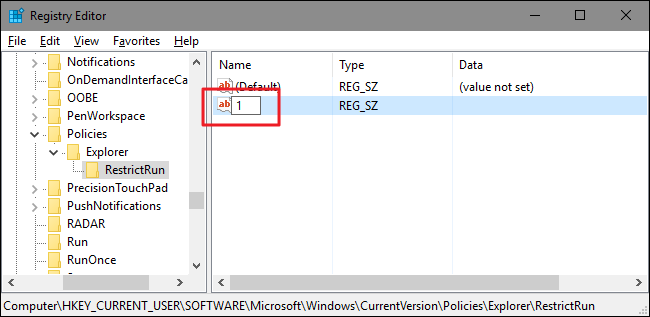 Registry Editor
File Edit View Favorites Help
Notifications
OnDemandInterfaceCa
OOBE
PenWorkspace
Policies
Explorer
RestrictRun
PrecisionTouchPad
PushNotifications
RADAR
Run
RunOnce
Name Type Data
ab (Default) REG_SZ (value not set)
ab 1 REG_SZ
Computer\HKEY_CURRENT_USER\SOFTWARE\Microsoft\Windows\CurrentVersion\Policies\Explorer\RestrictRun